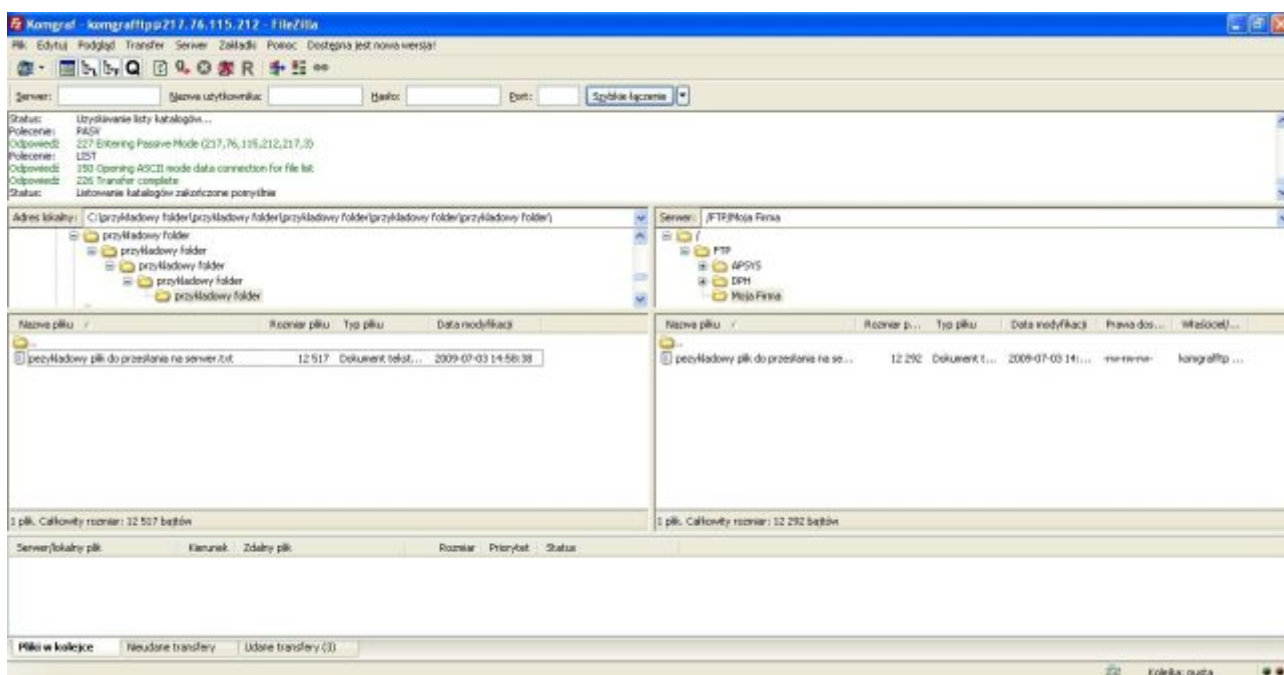 Komgraf - komgrafftp@217.76.115.212 - FileZilla
Plik Edytuj Podgląd Transfer Serwer Zakładki Pomoc Dostępna jest nowa wersja!
Serwer: Nazwa użytkownika: Hasło: Port: Szybkie łączenie
Status: Uzyskiwanie listy katalogów...
Polecenie: PASV
Odpowiedź: 227 Entering Passive Mode (217,76,115,212,217,3)
Polecenie: LIST
Odpowiedź: 150 Opening ASCII mode data connection for file list
Odpowiedź: 226 Transfer complete
Status: Listowanie katalogów zakończone pomyślnie
Adres lokalny: C:\przykładowy folder\przykładowy folder\przykładowy folder\przykładowy folder\przykładowy folder\
przykładowy folder
przykładowy folder
przykładowy folder
przykładowy folder
przykładowy folder
Serwer: /FTP/Moja Firma
/
FTP
APSYS
DPH
Moja Firma
Nazwa pliku / Rozmiar pliku Typ pliku Data modyfikacji
..
pezykładowy plik do przesłania na serwer.txt 12 517 Dokument tekst... 2009-07-03 14:58:38
1 plik. Całkowity rozmiar: 12 517 bajtów
Nazwa pliku / Rozmiar p... Typ pliku Data modyfikacji Prawa dos... Właściciel/...
..
pezykładowy plik do przesłania na se... 12 292 Dokument t... 2009-07-03 14:... -rw-rw-rw- komgrafftp ...
1 plik. Całkowity rozmiar: 12 292 bajtów
Serwer/lokalny plik Kierunek Zdalny plik Rozmiar Priorytet Status
Pliki w kolejce Nieudane transfery Udane transfery (3)
Kolejka: pusta